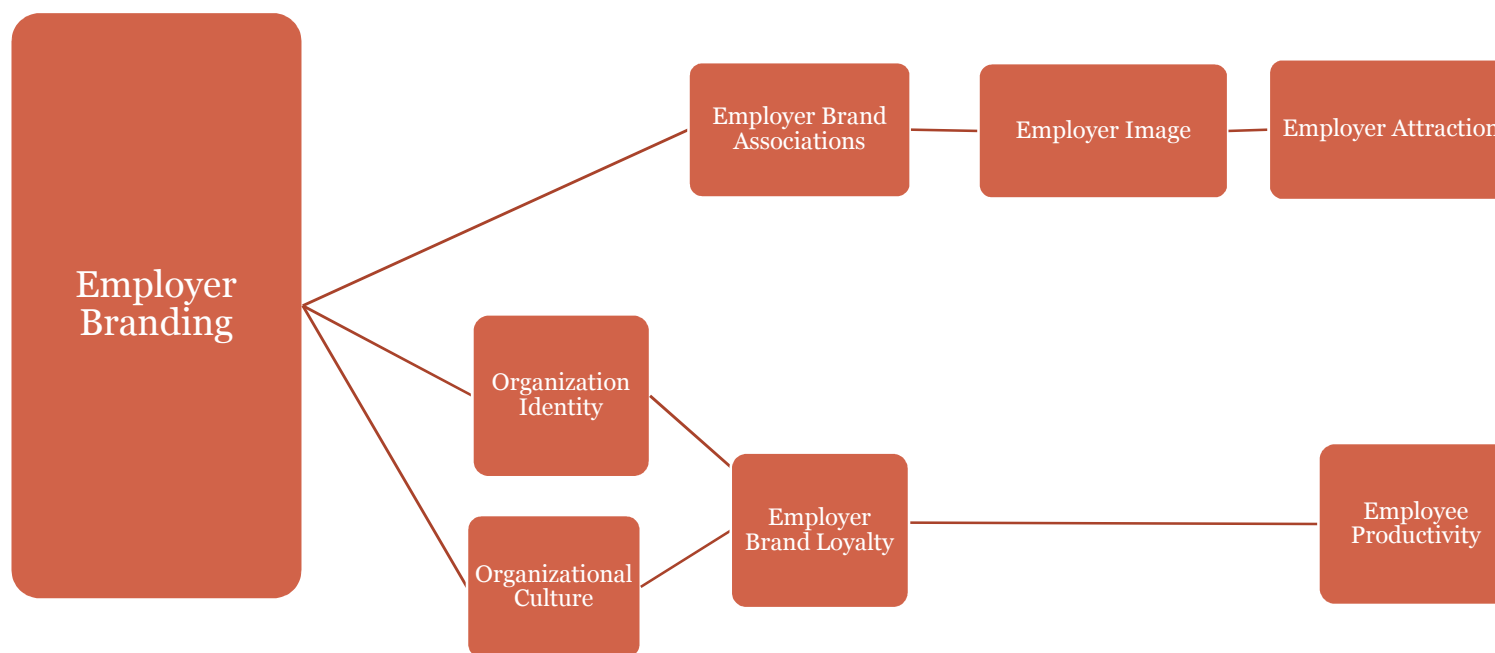 Employer
Branding
Employer Brand
Associations
Employer Image
Employer Attraction
Organization
Identity
Organizational
Culture
Employer
Brand Loyalty
Employee
Productivity